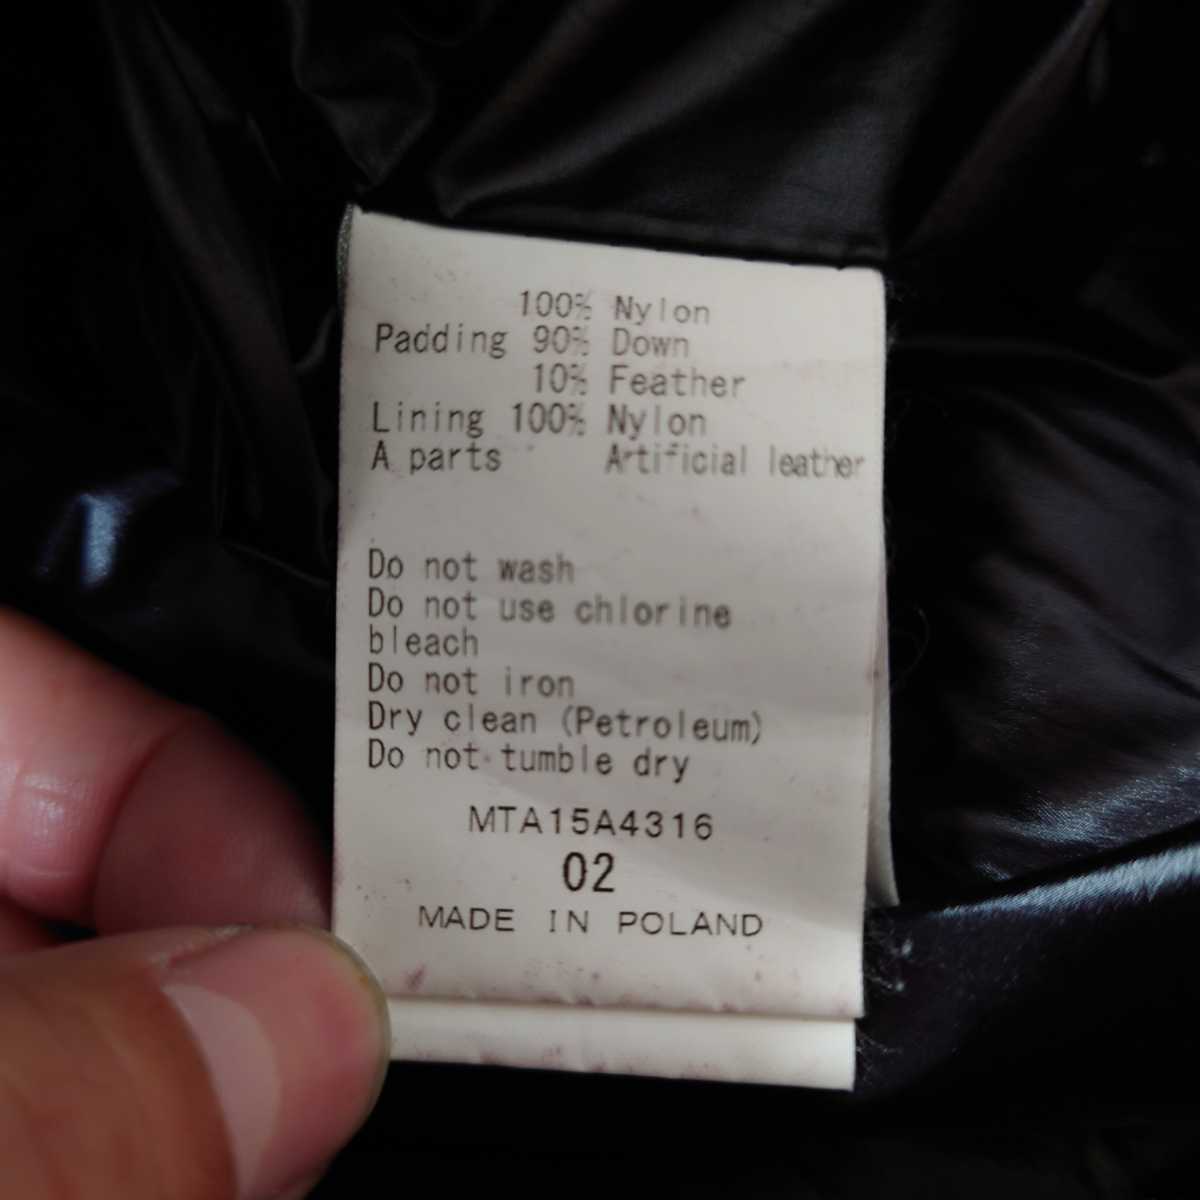 100% Nylon
Padding 90% Down
10% Feather
Lining 100% Nylon
A parts Artificial leather
Do not wash
Do not use chlorine
bleach
Do not iron
Dry clean (Petroleum)
Do not tumble dry
MTA15A4316
02
MADE IN POLAND